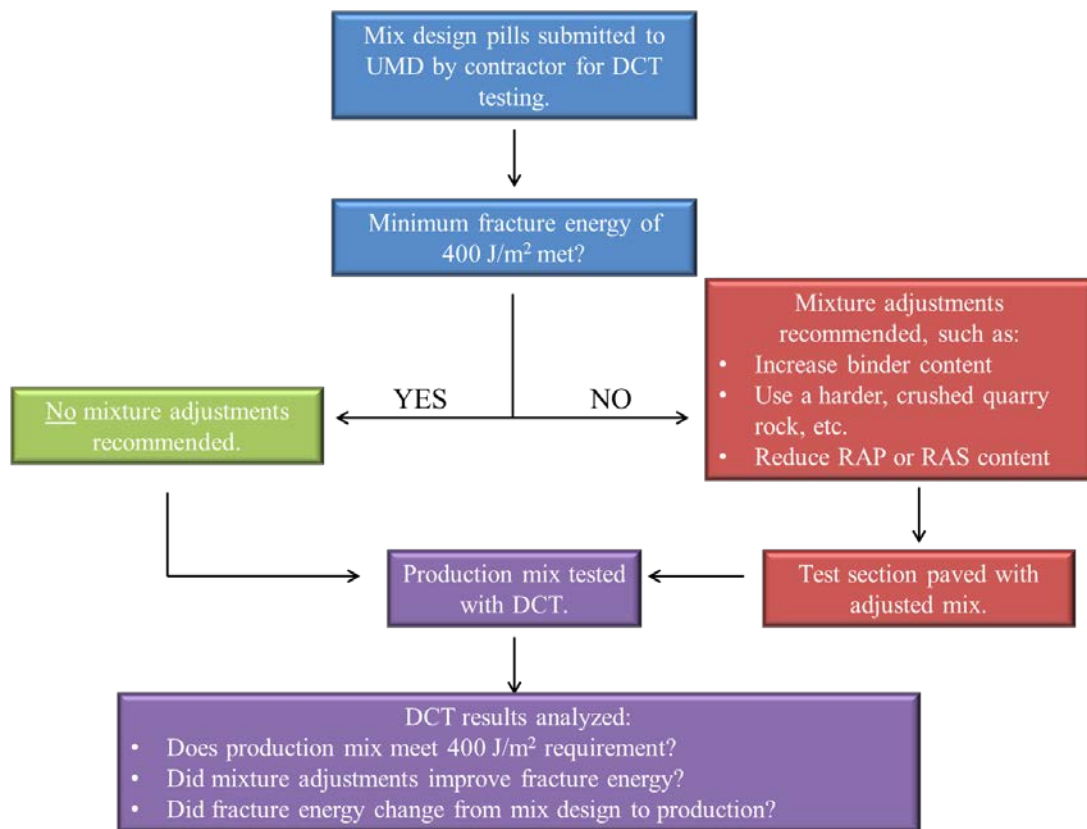 Mix design pills submitted to
UMD by contractor for DCT
testing.
Minimum fracture energy of
400 J/m² met?
YES
NO
No mixture adjustments
recommended.
Mixture adjustments
recommended, such as:
• Increase binder content
• Use a harder, crushed quarry
rock, etc.
• Reduce RAP or RAS content
Production mix tested
with DCT.
Test section paved with
adjusted mix.
DCT results analyzed:
• Does production mix meet 400 J/m² requirement?
• Did mixture adjustments improve fracture energy?
• Did fracture energy change from mix design to production?